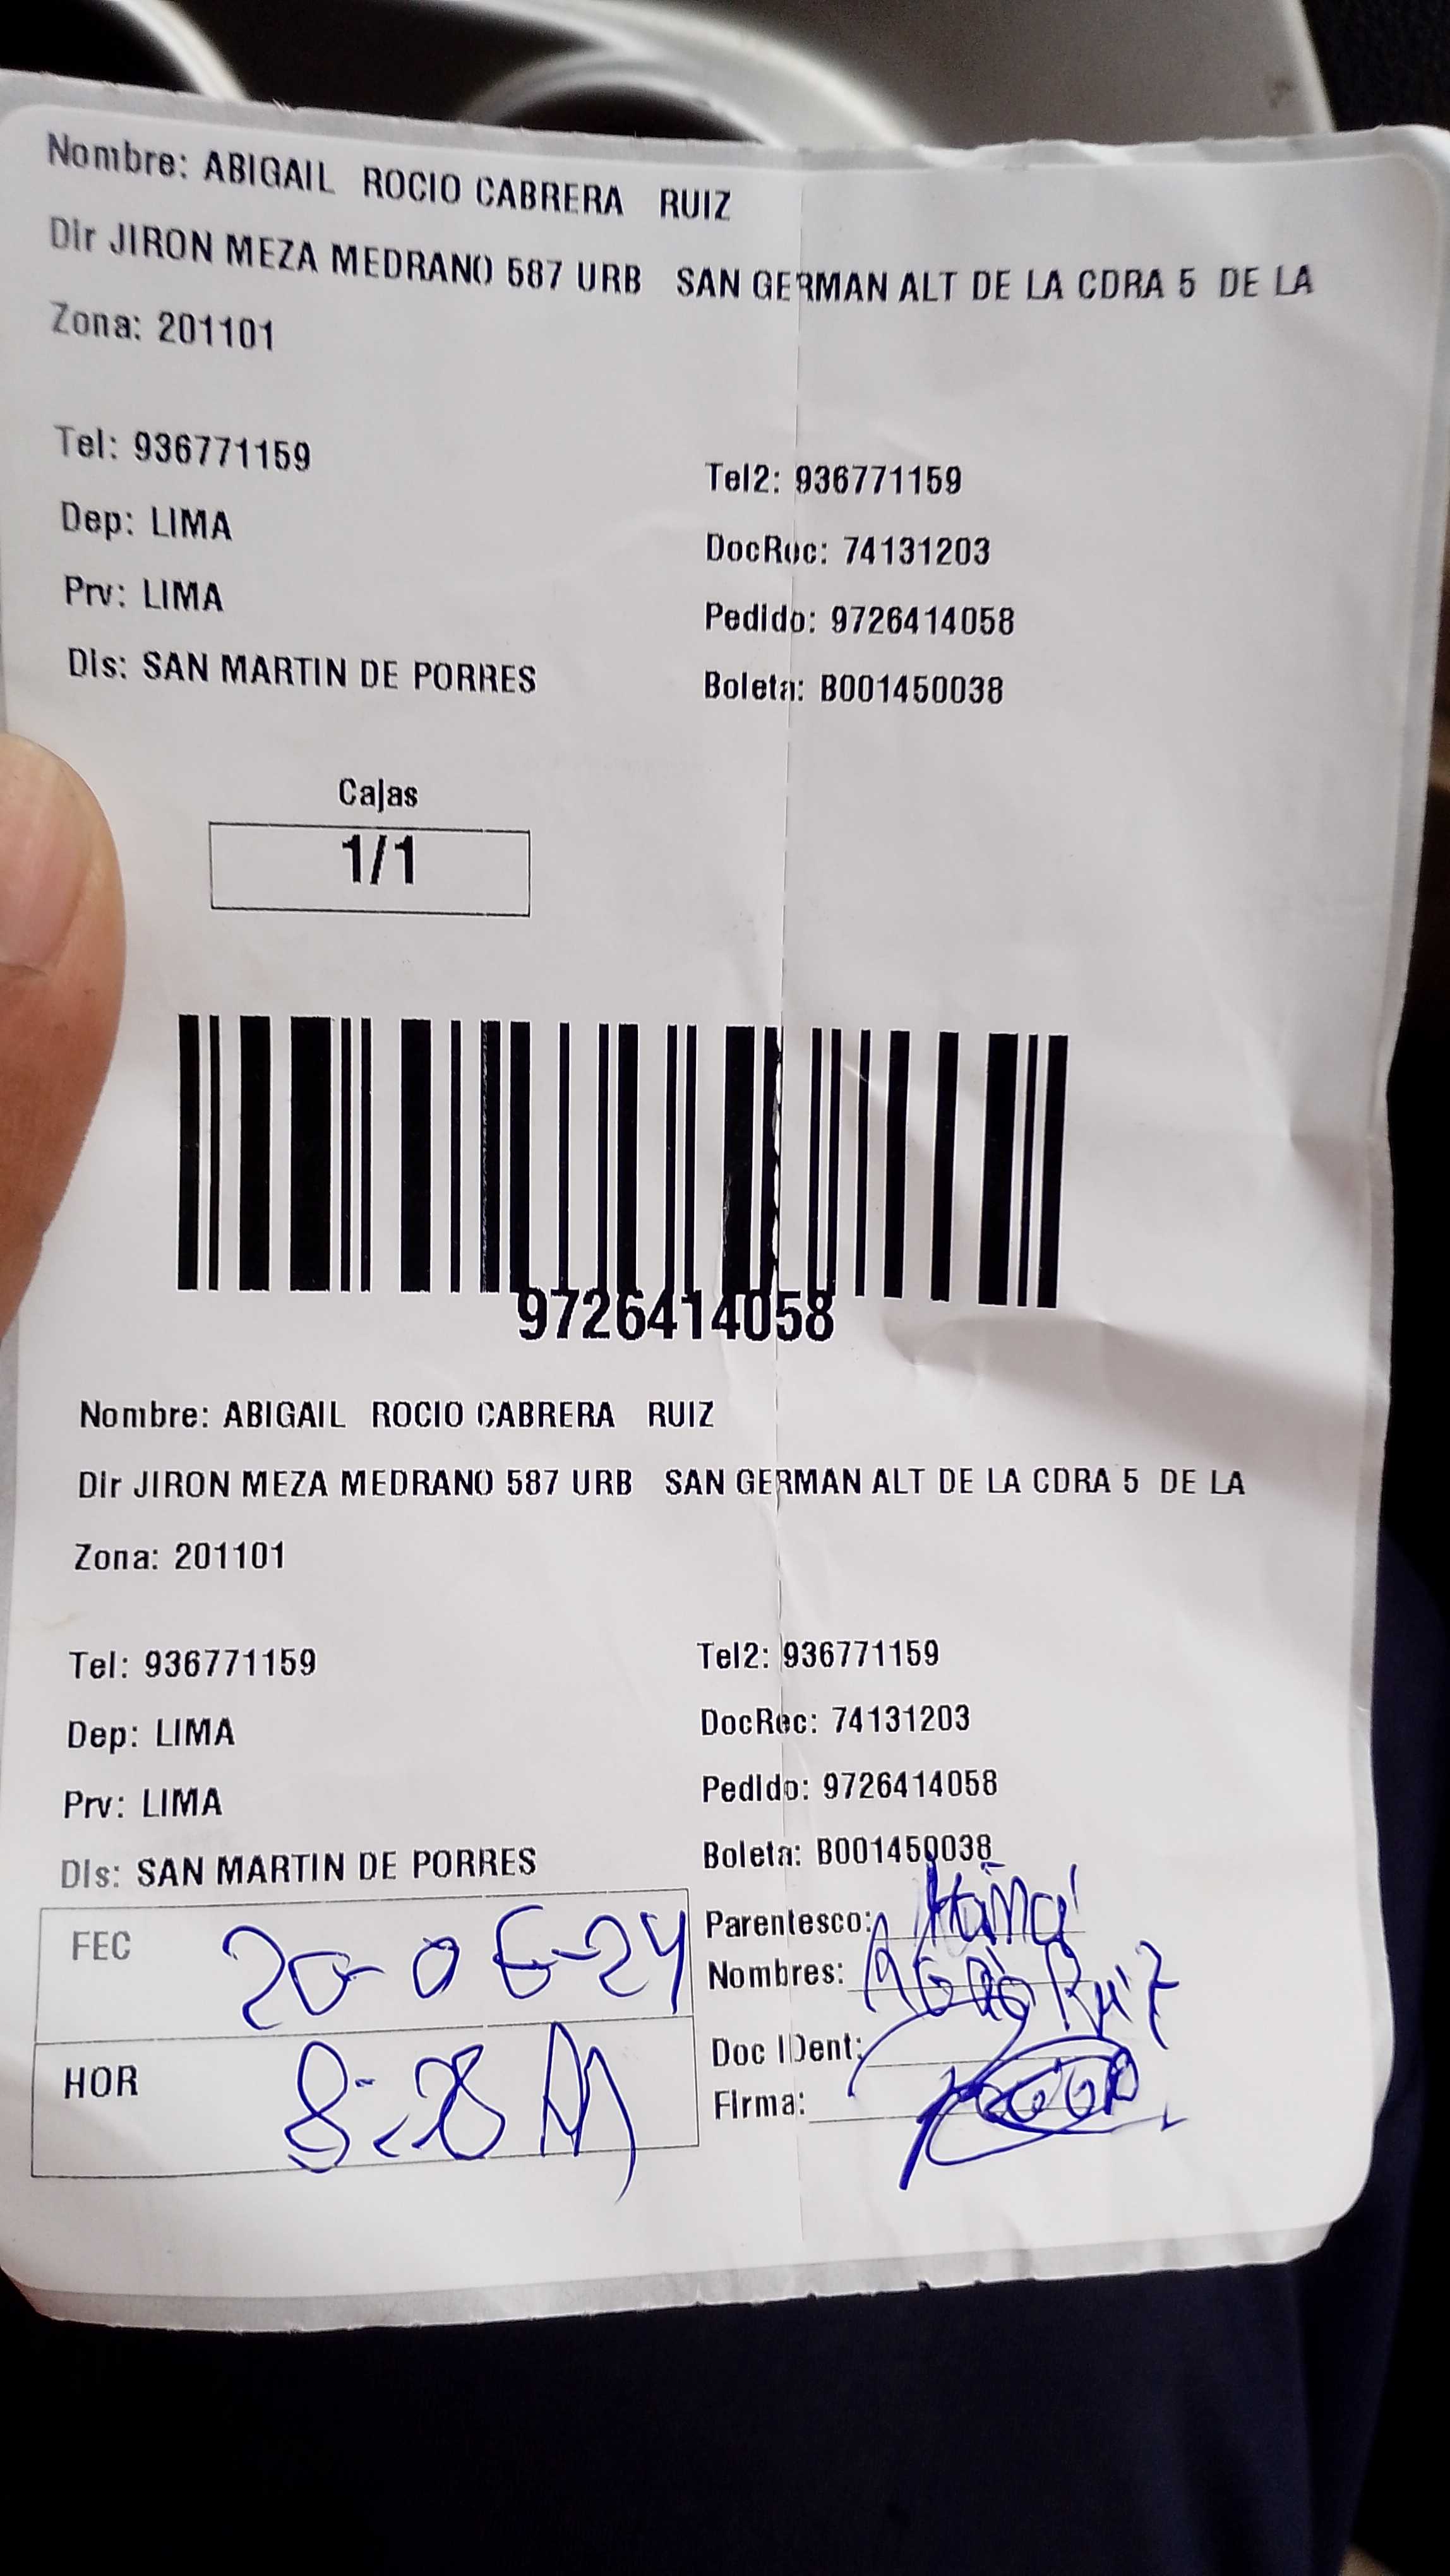 Nombre: ABIGAIL ROCIO CABRERA RUIZ
Dir JIRON MEZA MEDRANO 587 URB SAN GERMAN ALT DE LA CDRA 5 DE LA
Zona: 201101
Tel: 936771159 Tel2: 936771159
Dep: LIMA DocRec: 74131203
Prv: LIMA Pedido: 9726414058
Dis: SAN MARTIN DE PORRES Boleta: B001450038
Cajas
1/1
9726414058
Nombre: ABIGAIL ROCIO CABRERA RUIZ
Dir JIRON MEZA MEDRANO 587 URB SAN GERMAN ALT DE LA CDRA 5 DE LA
Zona: 201101
Tel: 936771159 Tel2: 936771159
Dep: LIMA DocRec: 74131203
Prv: LIMA Pedido: 9726414058
Dis: SAN MARTIN DE PORRES Boleta: B001450038
FEC 20-06-24
Parentesco:
Nombres: Ruiz
HOR
Doc IDent:
Firma: